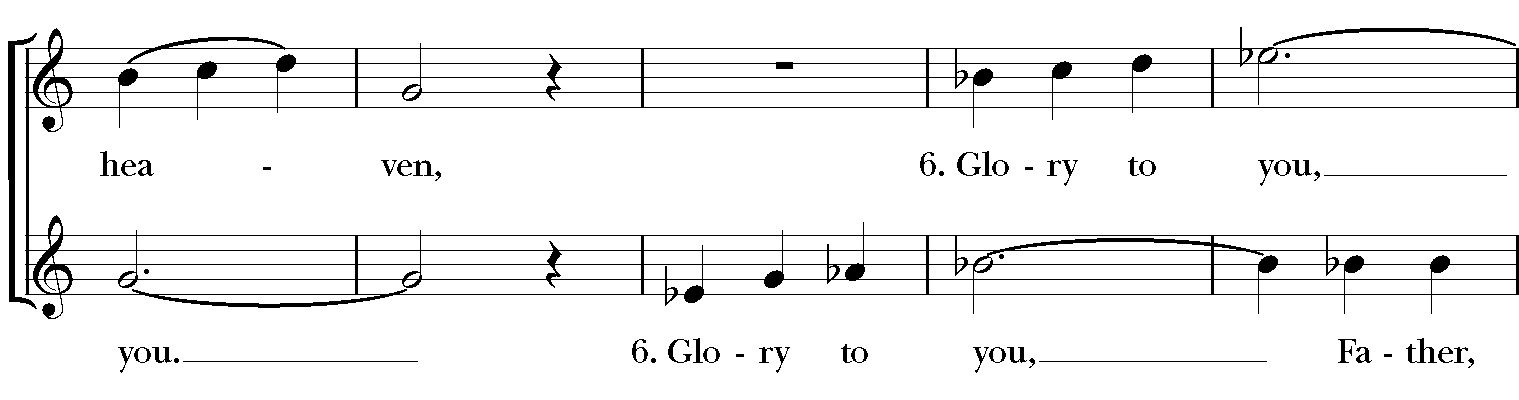 hea - ven, 6. Glo - ry to you,
you. 6. Glo - ry to you, Fa - ther,